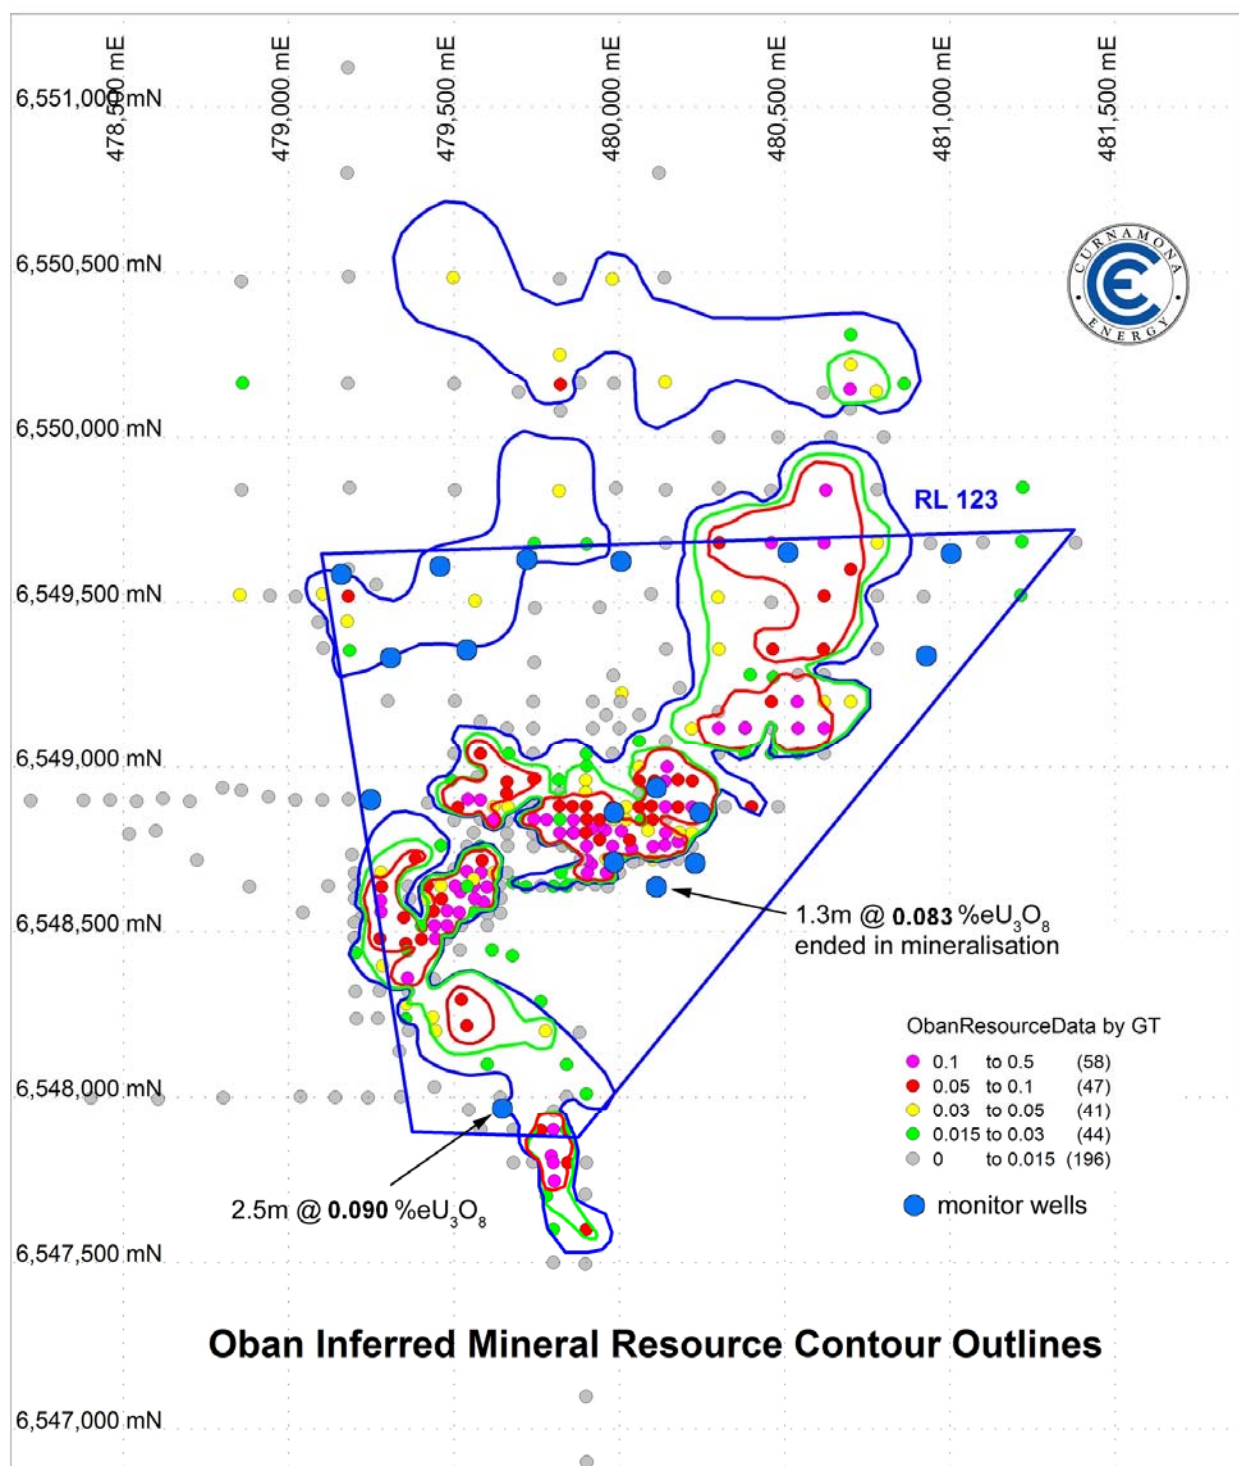 478,500 mE
479,000 mE
479,500 mE
480,000 mE
480,500 mE
481,000 mE
481,500 mE
6,551,000 mN
6,550,500 mN
CURNAMONA
CE
ENERGY
6,550,000 mN
RL 123
6,549,500 mN
6,549,000 mN
6,548,500 mN
1.3m @ 0.083 %eU₃O₈
ended in mineralisation
ObanResourceData by GT
0.1 to 0.5 (58)
0.05 to 0.1 (47)
0.03 to 0.05 (41)
0.015 to 0.03 (44)
0 to 0.015 (196)
monitor wells
6,548,000 mN
2.5m @ 0.090 %eU₃O₈
6,547,500 mN
Oban Inferred Mineral Resource Contour Outlines
6,547,000 mN